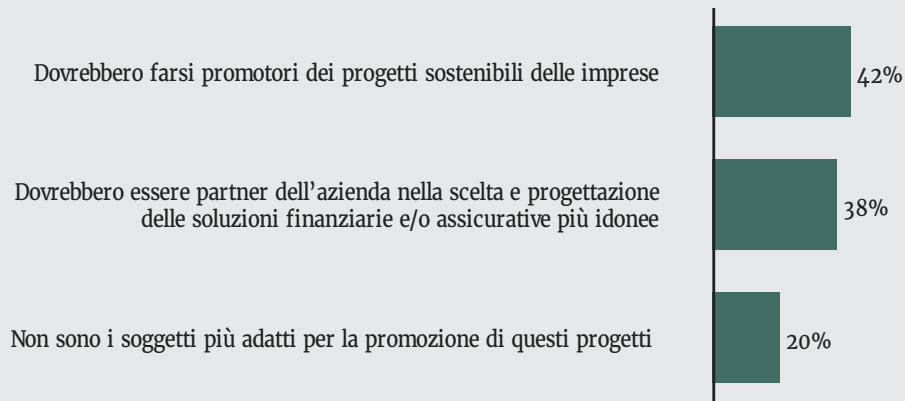 Dovrebbero farsi promotori dei progetti sostenibili delle imprese
42%
Dovrebbero essere partner dell’azienda nella scelta e progettazione
delle soluzioni finanziarie e/o assicurative più idonee
38%
Non sono i soggetti più adatti per la promozione di questi progetti
20%